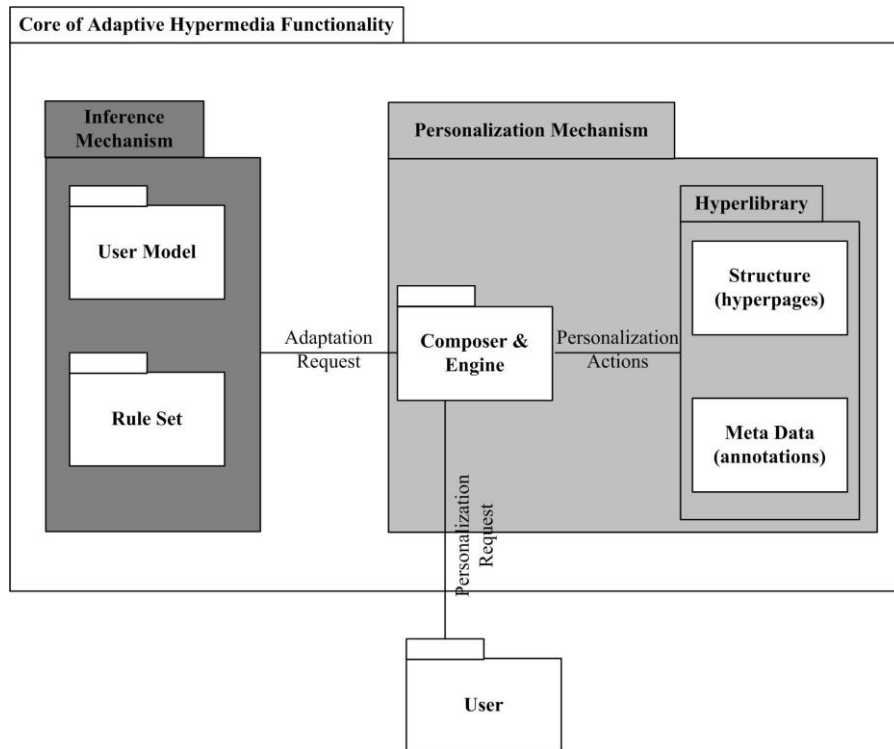 Core of Adaptive Hypermedia Functionality
Inference
Mechanism
Personalization Mechanism
User Model
Rule Set
Adaptation
Request
Composer &
Engine
Personalization
Actions
Hyperlibrary
Structure
(hyperpages)
Meta Data
(annotations)
Personalization
Request
User